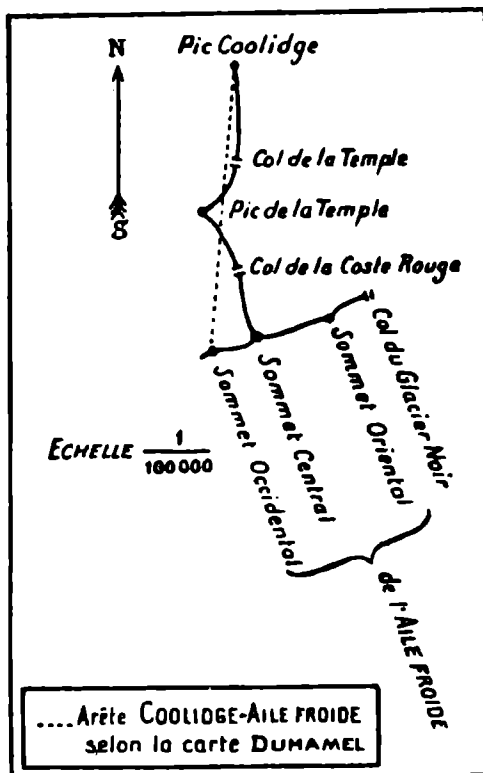 Pic Coolidge
N
Col de la Temple
Pic de la Temple
S
Col de la Coste Rouge
Col du Glacier Noir
Sommet Oriental
Sommet Central
Sommet Occidental
de l'AILE FROIDE
ECHELLE 1/100 000
.... Arête COOLIDGE-AILE FROIDE
selon la carte DUHAMEL